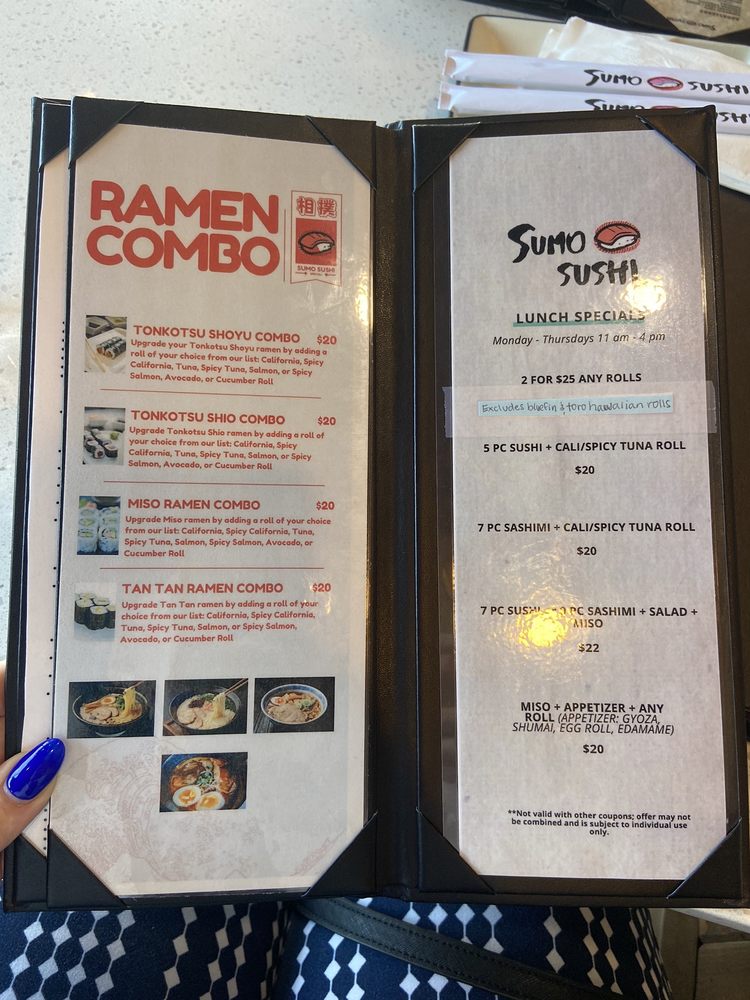 SUMO SUSHI
SUMO SUSHI
RAMEN
COMBO
相撲
SUMO SUSHI
TONKOTSU SHOYU COMBO $20
Upgrade your Tonkotsu Shoyu ramen by adding a
roll of your choice from our list: California, Spicy
California, Tuna, Spicy Tuna, Salmon, or Spicy
Salmon, Avocado, or Cucumber Roll
TONKOTSU SHIO COMBO $20
Upgrade Tonkotsu Shio ramen by adding a roll of
your choice from our list: California, Spicy
California, Tuna, Spicy Tuna, Salmon, or Spicy
Salmon, Avocado, or Cucumber Roll
MISO RAMEN COMBO $20
Upgrade Miso ramen by adding a roll of your choice
from our list: California, Spicy California, Tuna,
Spicy Tuna, Salmon, Spicy Salmon, Avocado, or
Cucumber Roll
TAN TAN RAMEN COMBO $20
Upgrade Tan Tan ramen by adding a roll of your
choice from our list: California, Spicy California,
Tuna, Spicy Tuna, Salmon, or Spicy Salmon,
Avocado, or Cucumber Roll
SUMO
SUSHI
LUNCH SPECIALS
Monday - Thursdays 11 am - 4 pm
2 FOR $25 ANY ROLLS
Excludes bluefin & toro hawaiian rolls
5 PC SUSHI + CALI/SPICY TUNA ROLL
$20
7 PC SASHIMI + CALI/SPICY TUNA ROLL
$20
7 PC SUSHI PC SASHIMI + SALAD +
MISO
$22
MISO + APPETIZER + ANY
ROLL (APPETIZER: GYOZA,
SHUMAI, EGG ROLL, EDAMAME)
$20
**Not valid with other coupons; offer may not
be combined and is subject to individual use
only.